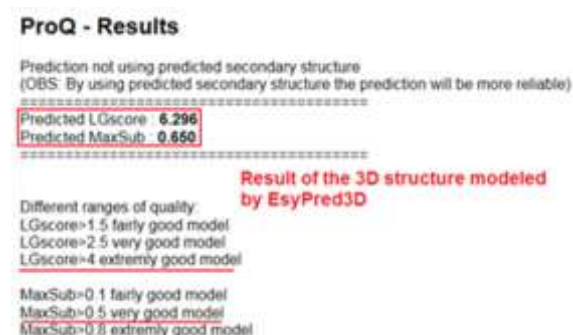 ProQ - Results
Prediction not using predicted secondary structure
(OBS: By using predicted secondary structure the prediction will be more reliable)
========================================
Predicted LGscore : 6.296
Predicted MaxSub : 0.650
========================================
Result of the 3D structure modeled
by EsyPred3D
Different ranges of quality:
LGscore>1.5 fairly good model
LGscore>2.5 very good model
LGscore>4 extremly good model
MaxSub>0.1 fairly good model
MaxSub>0.5 very good model
MaxSub>0.8 extremly good model